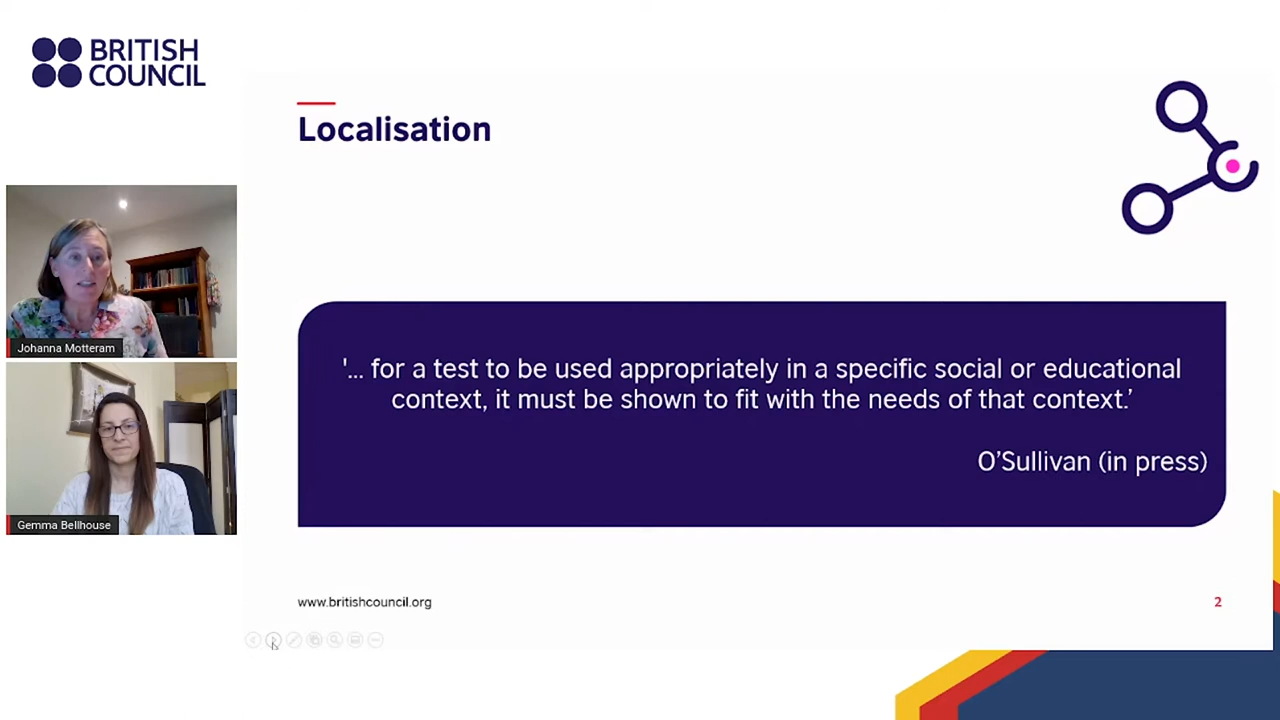 BRITISH
COUNCIL
Localisation
Johanna Motteram
Gemma Bellhouse
'... for a test to be used appropriately in a specific social or educational
context, it must be shown to fit with the needs of that context.’
O’Sullivan (in press)
www.britishcouncil.org
2